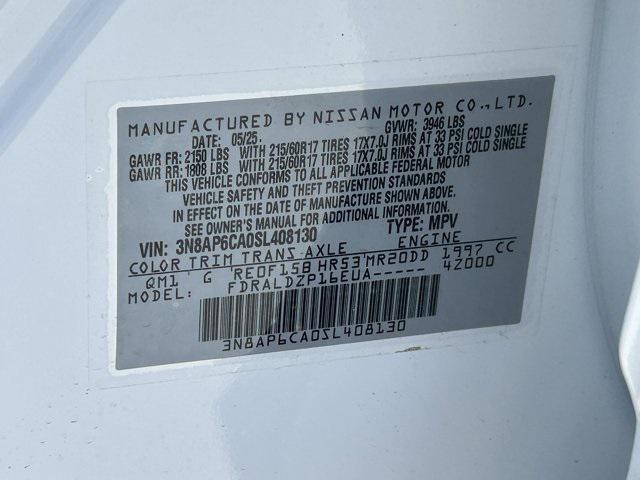 MANUFACTURED BY NISSAN MOTOR CO.,LTD.
DATE: 05/25 GVWR: 3946 LBS
GAWR FR: 2150 LBS WITH 215/60R17 TIRES 17X7.0J RIMS AT 33 PSI COLD SINGLE
GAWR RR: 1808 LBS WITH 215/60R17 TIRES 17X7.0J RIMS AT 33 PSI COLD SINGLE
THIS VEHICLE CONFORMS TO ALL APPLICABLE FEDERAL MOTOR
VEHICLE SAFETY AND THEFT PREVENTION STANDARDS
IN EFFECT ON THE DATE OF MANUFACTURE SHOWN ABOVE.
SEE OWNER'S MANUAL FOR ADDITIONAL INFORMATION.
VIN: 3N8AP6CA0SL408130 TYPE: MPV
COLOR TRIM TRANS AXLE ENGINE
QM1 G RE0F15B HR53 MR20DD 1997 CC
MODEL: FDRALDZP16EUA----- 4Z000
3N8AP6CA0SL408130